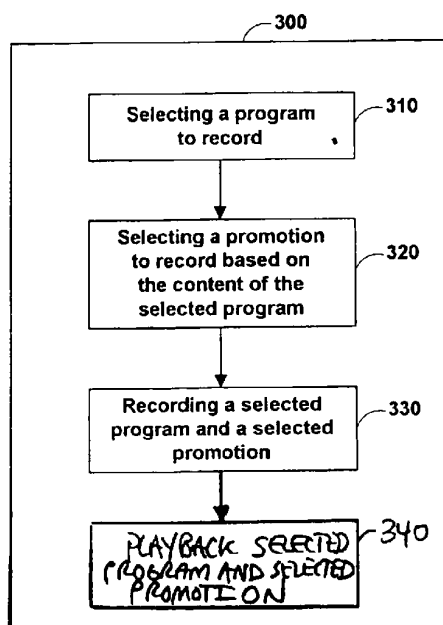 300
Selecting a program
to record
310
Selecting a promotion
to record based on
the content of the
selected program
320
Recording a selected
program and a selected
promotion
330
PLAYBACK SELECTED
PROGRAM AND SELECTED
PROMOTION
340